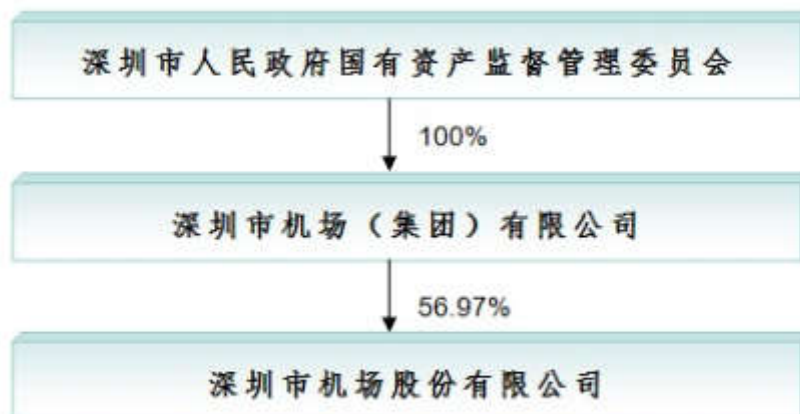 深圳市人民政府国有资产监督管理委员会
100%
深圳市机场（集团）有限公司
56.97%
深圳市机场股份有限公司